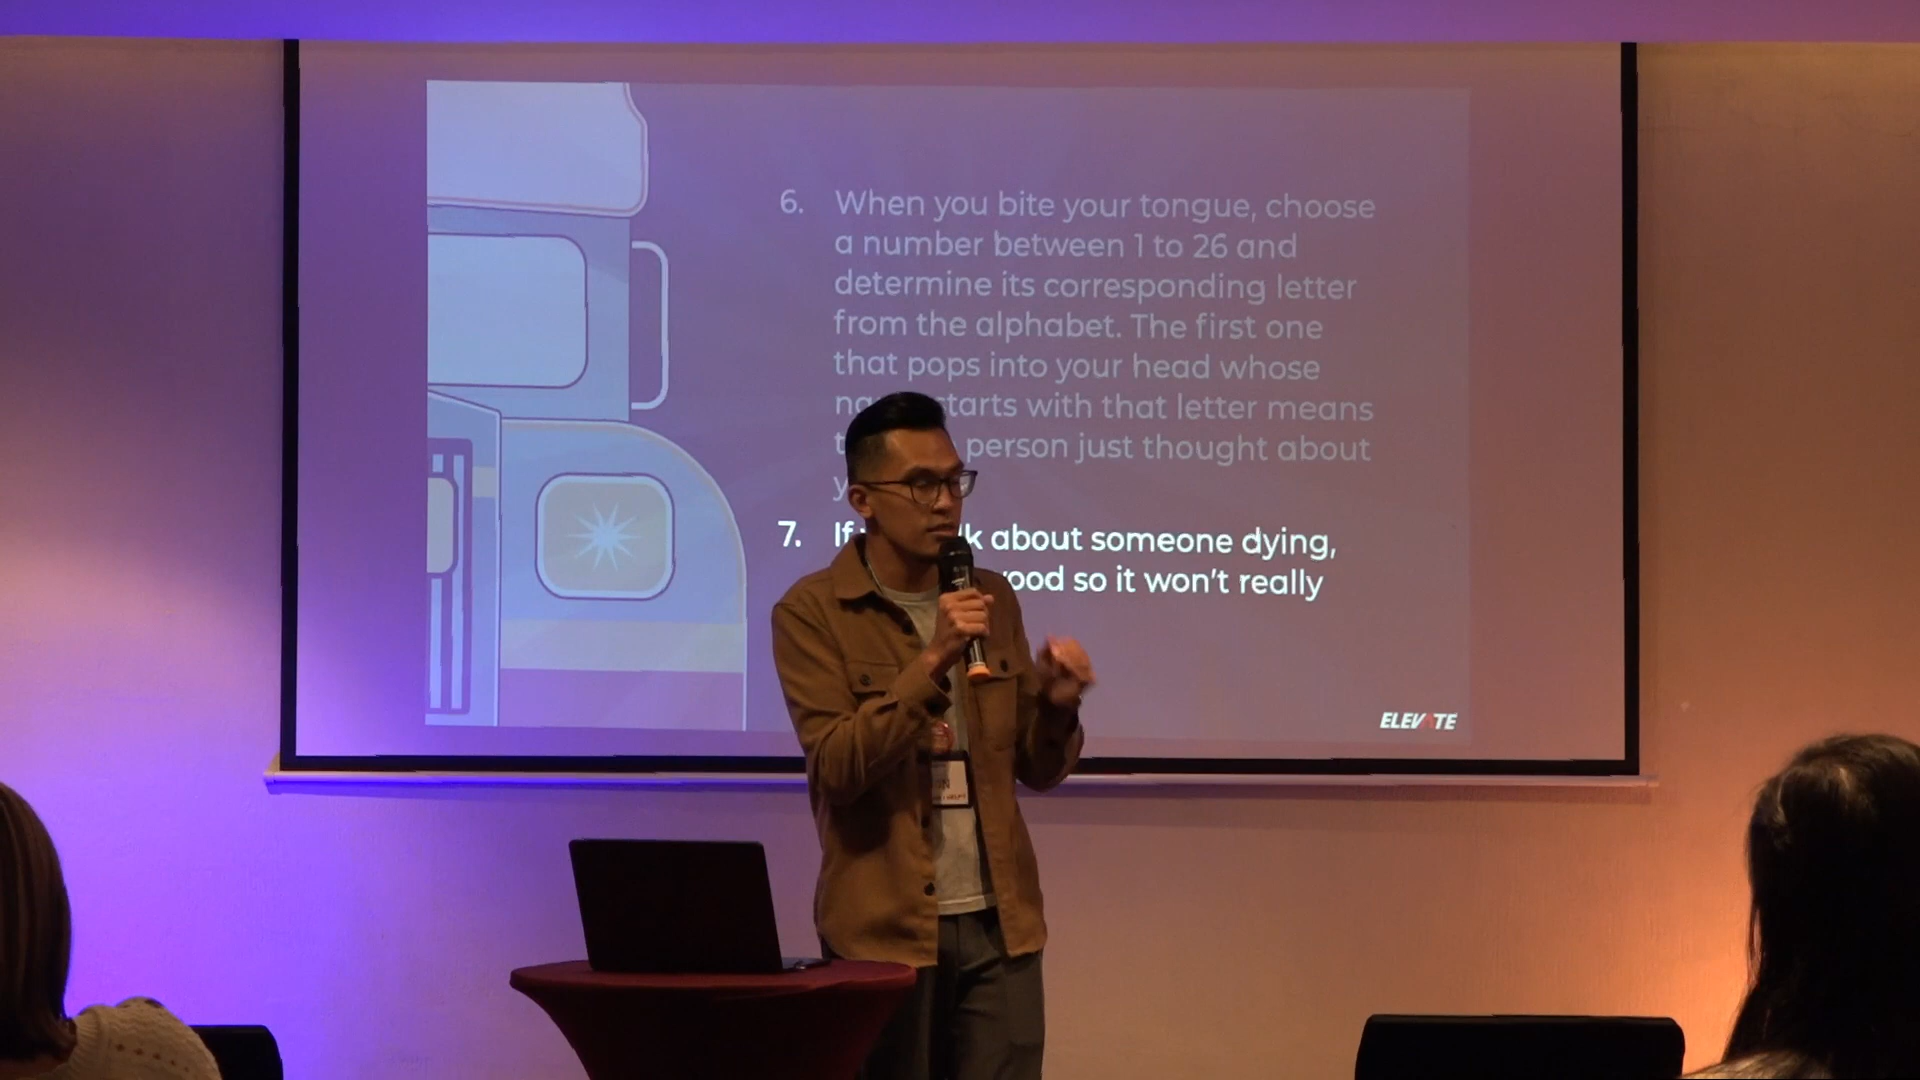 6. When you bite your tongue, choose
a number between 1 to 26 and
determine its corresponding letter
from the alphabet. The first one
that pops into your head whose
starts with that letter means
person just thought about
7. If about someone dying,
so it won't really
ELEVATE